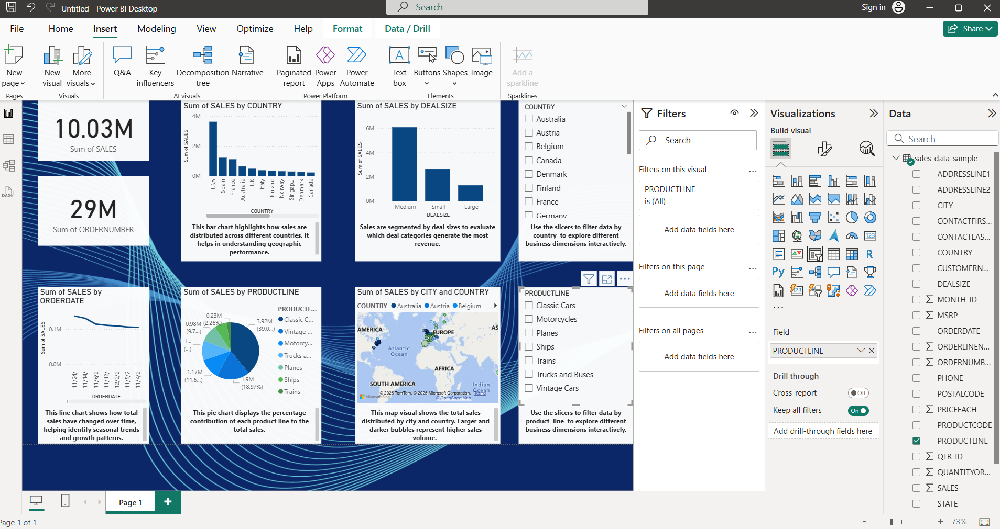 Untitled - Power BI Desktop
Search
Sign in
File Home Insert Modeling View Optimize Help Format Data / Drill
Share
New page
Pages
New visual
More visuals
Visuals
Q&A
Key influencers
Decomposition tree
Narrative
AI visuals
Paginated report
Power Apps
Power Automate
Power Platform
Text box
Buttons
Shapes
Image
Elements
Add a sparkline
Sparklines
DAX
10.03M
Sum of SALES
29M
Sum of ORDERNUMBER
Sum of SALES by COUNTRY
Sum of SALES
4M
2M
0M
USA
Spain
France
Australia
UK
Italy
Finland
Norway
Singap...
Denmark
Canada
COUNTRY
This bar chart highlights how sales are
distributed across different countries. It
helps in understanding geographic
performance.
Sum of SALES by DEALSIZE
Sum of SALES
6M
4M
2M
0M
Medium Small Large
DEALSIZE
Sales are segmented by deal sizes to evaluate
which deal categories generate the most
revenue.
COUNTRY
Australia
Austria
Belgium
Canada
Denmark
Finland
France
Germany
Use the slicers to filter data by
country to explore different
business dimensions interactively.
Sum of SALES by
ORDERDATE
Sum of SALES
0.1M
0.0M
11/24/...
11/14/...
11/6/2...
11/12/...
12/2/2...
11/5/2...
11/4/2...
ORDERDATE
This line chart shows how total
sales have changed over time,
helping identify seasonal trends
and growth patterns.
Sum of SALES by PRODUCTLINE
0.23M
(2.26%)
0.98M
(9.7...)
1...
(...)
1.17M
(11.6...)
1.9M
(18.97%)
3.92M
(39.0...)
PRODUCTL...
Classic C...
Vintage ...
Motorcy...
Trucks a...
Planes
Ships
Trains
This pie chart displays the percentage
contribution of each product line to the
total sales.
Sum of SALES by CITY and COUNTRY
COUNTRY Australia Austria Belgium
AMERICA
EUROPE
AS
Atlantic
Ocean
AFRICA
SOUTH AMERICA
Indian
Ocean
Microsoft Bing
© 2025 TomTom, © 2025 Microsoft Corporation, Terms
© OpenStreetMap
This map visual shows the total sales
distributed by city and country. Larger and
darker bubbles represent higher sales
volume.
PRODUCTLINE
Classic Cars
Motorcycles
Planes
Ships
Trains
Trucks and Buses
Vintage Cars
Use the slicers to filter data by
product line to explore different
business dimensions interactively.
Filters
Search
Filters on this visual ...
PRODUCTLINE
is (All)
Add data fields here
Filters on this page ...
Add data fields here
Filters on all pages ...
Add data fields here
Visualizations
Build visual
123
R
Py
123
...
Field
PRODUCTLINE
Drill through
Cross-report Off
Keep all filters On
Add drill-through fields here
Data
Search
sales_data_sample
ADDRESSLINE1
ADDRESSLINE2
CITY
CONTACTFIRS...
CONTACTLAS...
COUNTRY
CUSTOMERN...
DEALSIZE
∑ MONTH_ID
∑ MSRP
ORDERDATE
∑ ORDERLINEN...
∑ ORDERNUMB...
PHONE
POSTALCODE
∑ PRICEEACH
PRODUCTCODE
PRODUCTLINE
∑ QTR_ID
∑ QUANTITYOR...
∑ SALES
STATE
Page 1
+
Page 1 of 1
- + 73%